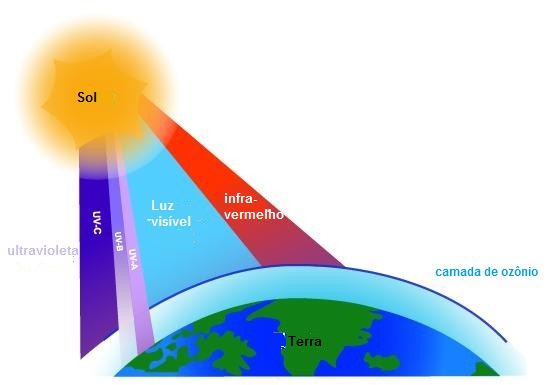 Sol
UV-C
UV-B
UV-A
Luz
visível
infra-
vermelho
ultravioleta
camada de ozônio
Terra